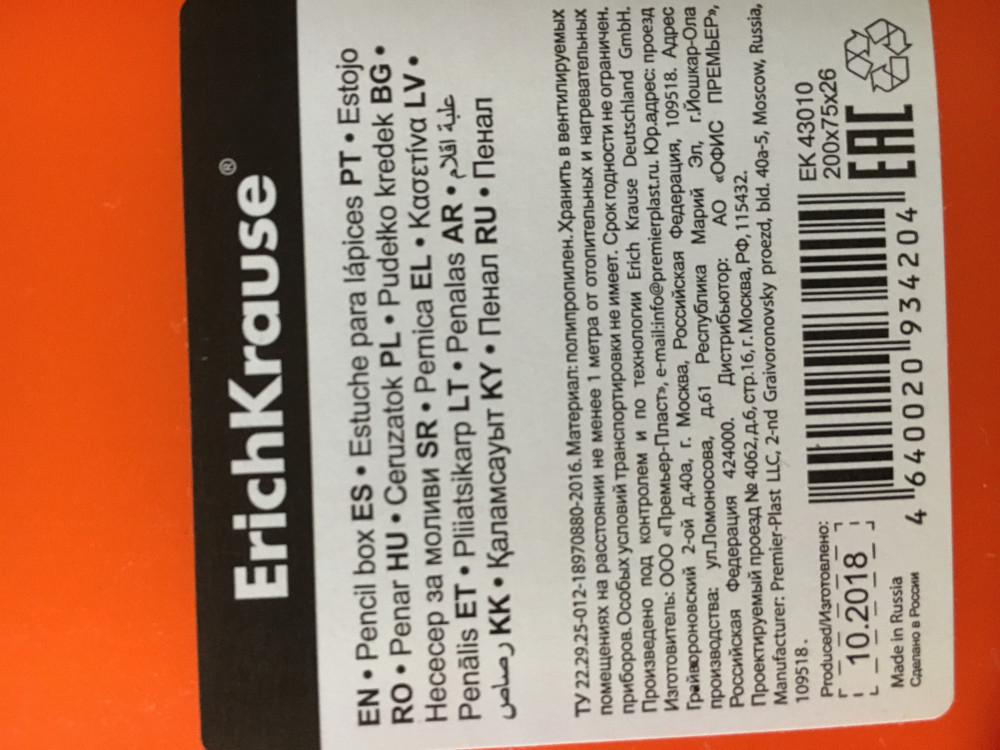 ErichKrause®
EN • Pencil box ES • Estuche para lápices PT • Estojo
RO • Penar HU • Ceruzatok PL • Pudełko kredek BG •
Несесер за моливи SR • Pernica EL • Κασετίνα LV •
Penālis ET • Pliiatsikarp LT • Penalas AR • علبة اقلام
رصاص KK • Қаламсауыт KY • Пенал RU • Пенал
ТУ 22.29.25-012-18970880-2016. Материал: полипропилен. Хранить в вентилируемых
помещениях на расстоянии не менее 1 метра от отопительных и нагревательных
приборов. Особых условий транспортировки не имеет. Срок годности не ограничен.
Произведено под контролем и по технологии Erich Krause Deutschland GmbH.
Изготовитель: ООО «Премьер-Пласт», e-mail:info@premierplast.ru. Юр.адрес: проезд
Грайвороновский 2-ой д.40а, г. Москва, Российская Федерация, 109518. Адрес
производства: ул.Ломоносова, д.61 Республика Марий Эл, г.Йошкар-Ола
Российская Федерация 424000. Дистрибьютор: АО «ОФИС ПРЕМЬЕР»,
Проектируемый проезд № 4062, д.6, стр.16, г. Москва, РФ, 115432.
Manufacturer: Premier-Plast LLC, 2-nd Graivoronovsky proezd, bld. 40a-5, Moscow, Russia,
109518.
Produced/Изготовлено:
10.2018
Made in Russia
Сделано в России
4 640020 934204
EK 43010
200x75x26
EAC